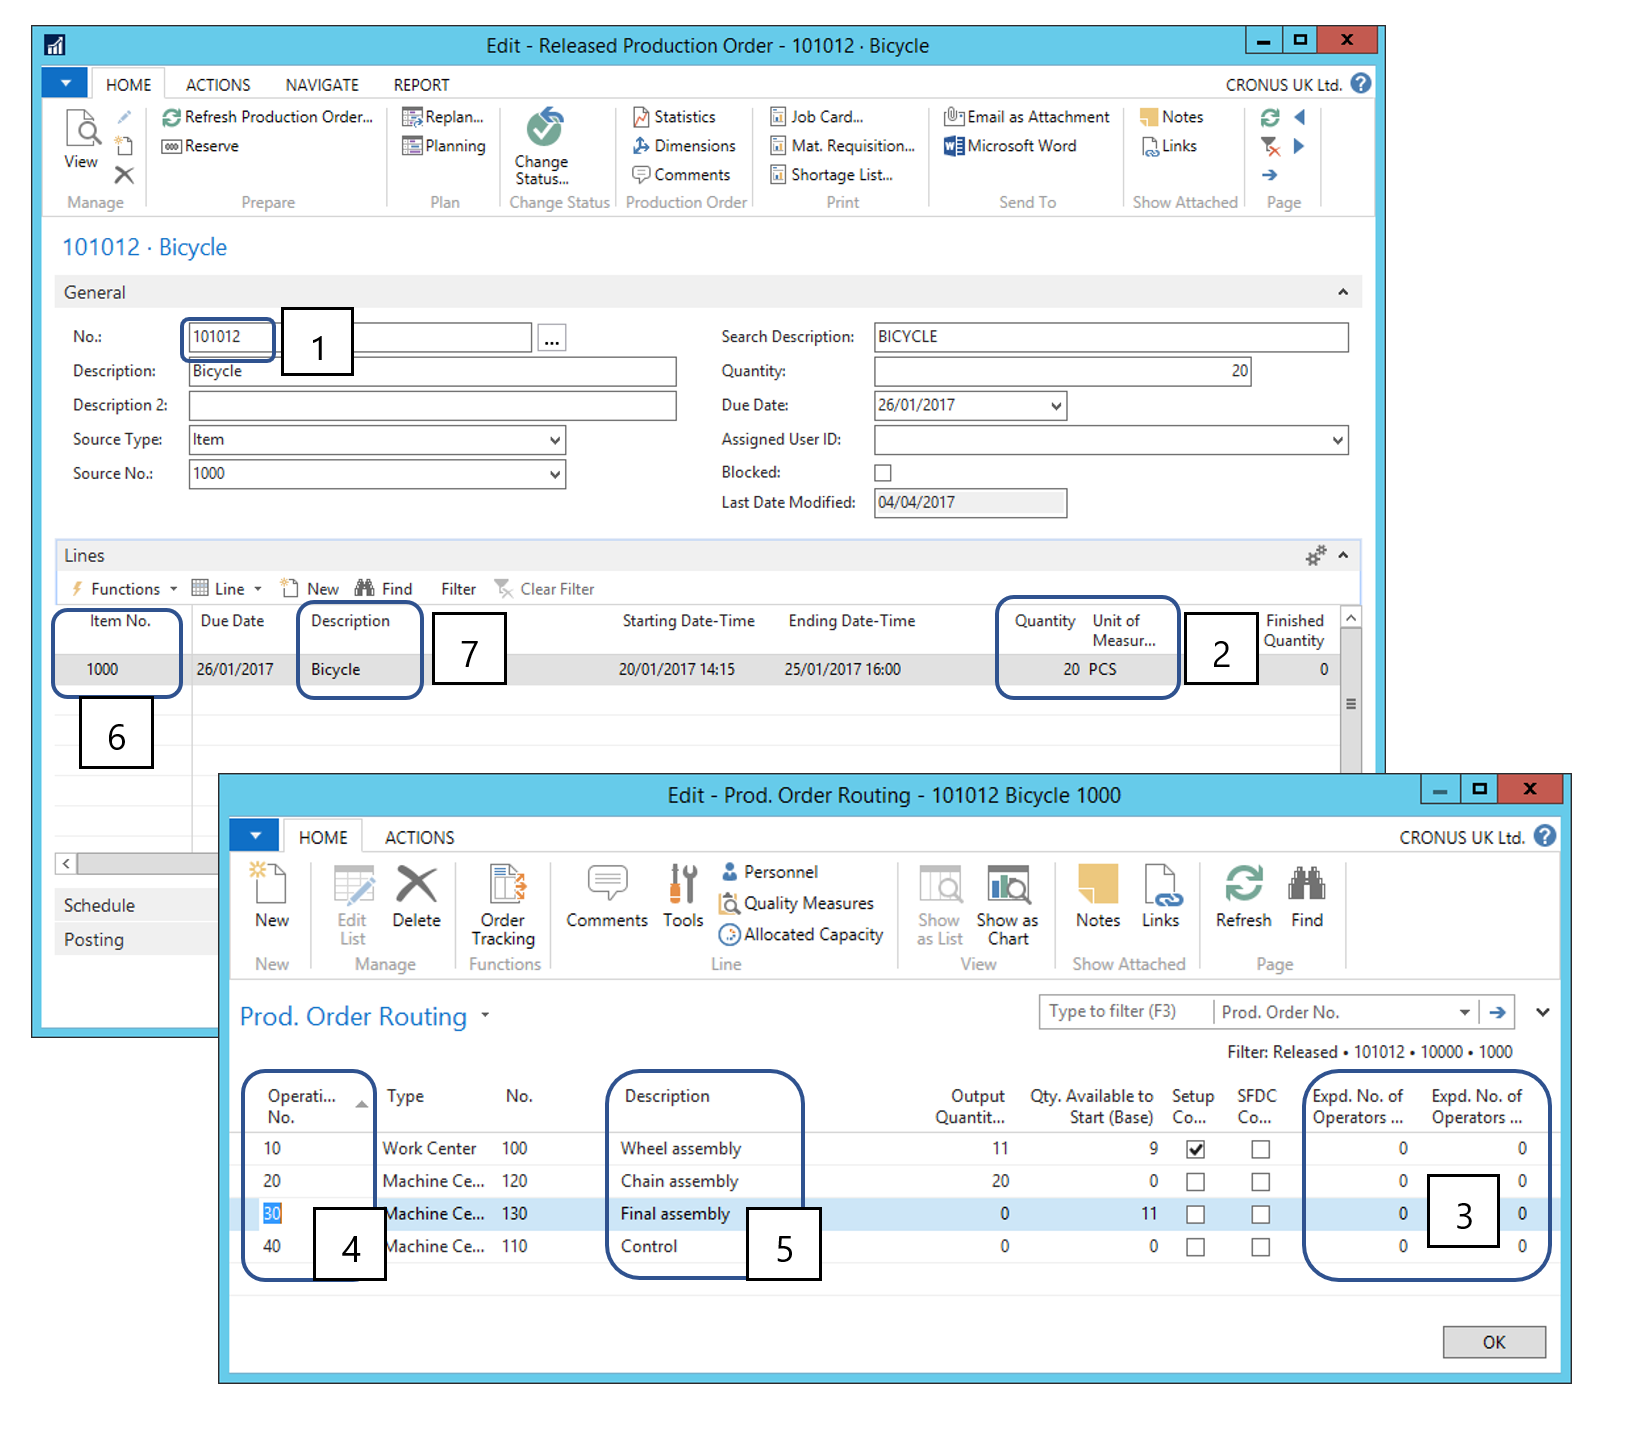 Edit - Released Production Order - 101012 · Bicycle
HOME ACTIONS NAVIGATE REPORT CRONUS UK Ltd. ?
View
Manage
Refresh Production Order...
Reserve
Prepare
Replan...
Planning
Plan
Change
Status...
Change Status
Statistics
Dimensions
Comments
Production Order
Job Card...
Mat. Requisition...
Shortage List...
Print
Email as Attachment
Microsoft Word
Send To
Notes
Links
Show Attached
Page
101012 · Bicycle
General
No.: 101012 ...
1
Description: Bicycle
Description 2:
Source Type: Item
Source No.: 1000
Search Description: BICYCLE
Quantity: 20
Due Date: 26/01/2017
Assigned User ID:
Blocked:
Last Date Modified: 04/04/2017
Lines
Functions Line New Find Filter Clear Filter
Item No. Due Date Description Starting Date-Time Ending Date-Time Quantity Unit of Measur... Finished Quantity
1000 26/01/2017 Bicycle 20/01/2017 14:15 25/01/2017 16:00 20 PCS 0
7
2
6
Schedule
Posting
Edit - Prod. Order Routing - 101012 Bicycle 1000
HOME ACTIONS CRONUS UK Ltd. ?
New
New
Edit
List
Delete
Manage
Order
Tracking
Functions
Comments
Tools
Personnel
Quality Measures
Allocated Capacity
Line
Show
as List
Show as
Chart
View
Notes
Links
Show Attached
Refresh
Find
Page
Prod. Order Routing
Type to filter (F3) Prod. Order No.
Filter: Released • 101012 • 10000 • 1000
Operati... No. Type No. Description Output Quantit... Qty. Available to Start (Base) Setup Co... SFDC Co... Expd. No. of Operators ... Expd. No. of Operators ...
10 Work Center 100 Wheel assembly 11 9 0 0
20 Machine Ce... 120 Chain assembly 20 0 0 0
30 Machine Ce... 130 Final assembly 0 11 0 0
40 Machine Ce... 110 Control 0 0 0 0
4
5
3
OK